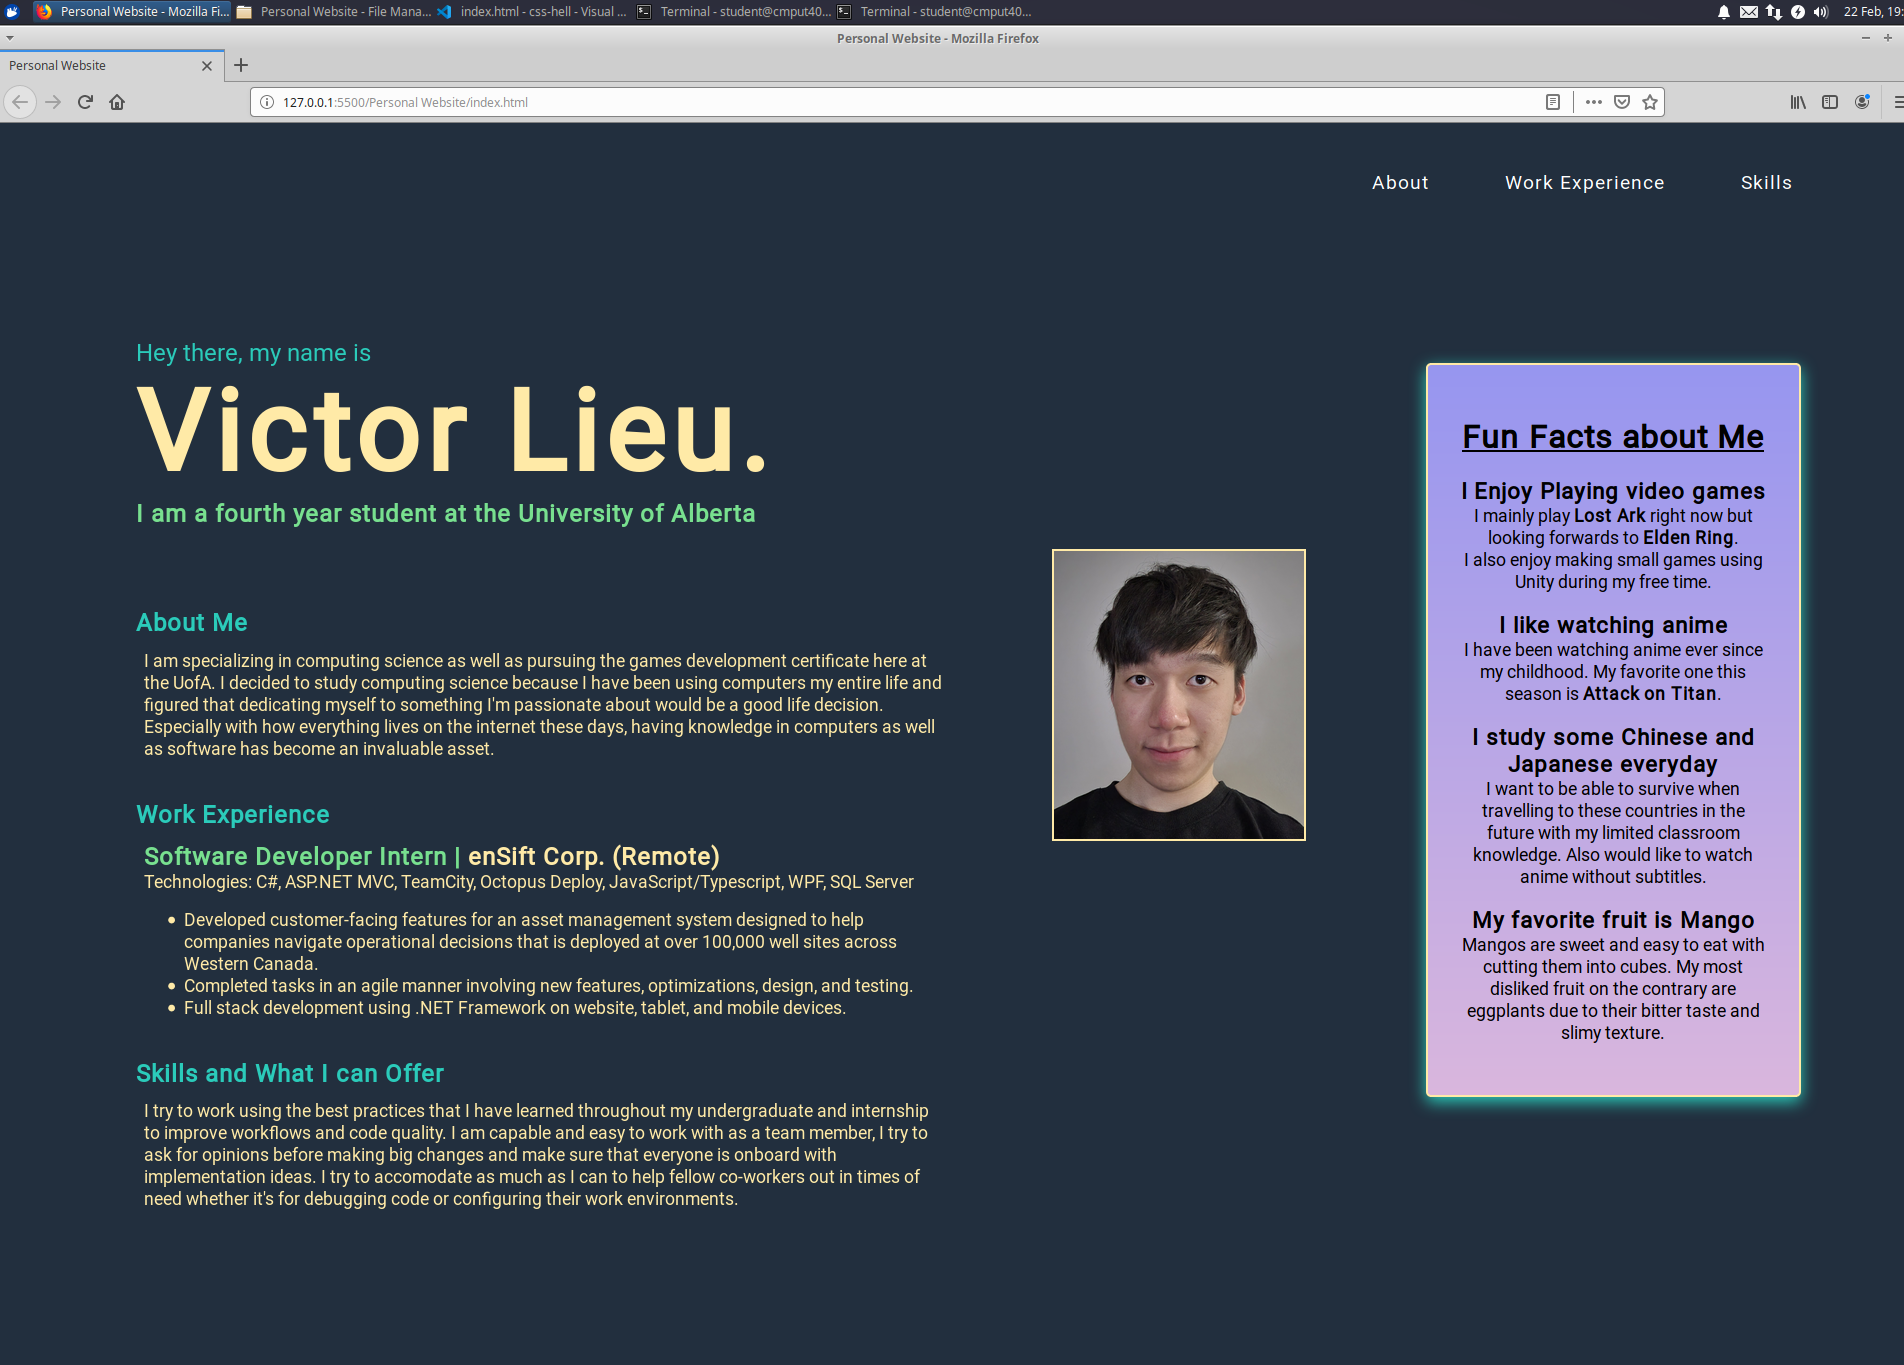 Personal Website - Mozilla Fi...
Personal Website - File Mana...
index.html - css-hell - Visual ...
Terminal - student@cmput40...
Terminal - student@cmput40...
22 Feb, 19:
Personal Website - Mozilla Firefox
Personal Website
127.0.0.1:5500/Personal Website/index.html
About
Work Experience
Skills
Hey there, my name is
Victor Lieu.
I am a fourth year student at the University of Alberta
About Me
I am specializing in computing science as well as pursuing the games development certificate here at
the UofA. I decided to study computing science because I have been using computers my entire life and
figured that dedicating myself to something I'm passionate about would be a good life decision.
Especially with how everything lives on the internet these days, having knowledge in computers as well
as software has become an invaluable asset.
Work Experience
Software Developer Intern | enSift Corp. (Remote)
Technologies: C#, ASP.NET MVC, TeamCity, Octopus Deploy, JavaScript/Typescript, WPF, SQL Server
• Developed customer-facing features for an asset management system designed to help
companies navigate operational decisions that is deployed at over 100,000 well sites across
Western Canada.
• Completed tasks in an agile manner involving new features, optimizations, design, and testing.
• Full stack development using .NET Framework on website, tablet, and mobile devices.
Skills and What I can Offer
I try to work using the best practices that I have learned throughout my undergraduate and internship
to improve workflows and code quality. I am capable and easy to work with as a team member, I try to
ask for opinions before making big changes and make sure that everyone is onboard with
implementation ideas. I try to accomodate as much as I can to help fellow co-workers out in times of
need whether it's for debugging code or configuring their work environments.
Fun Facts about Me
I Enjoy Playing video games
I mainly play Lost Ark right now but
looking forwards to Elden Ring.
I also enjoy making small games using
Unity during my free time.
I like watching anime
I have been watching anime ever since
my childhood. My favorite one this
season is Attack on Titan.
I study some Chinese and
Japanese everyday
I want to be able to survive when
travelling to these countries in the
future with my limited classroom
knowledge. Also would like to watch
anime without subtitles.
My favorite fruit is Mango
Mangos are sweet and easy to eat with
cutting them into cubes. My most
disliked fruit on the contrary are
eggplants due to their bitter taste and
slimy texture.